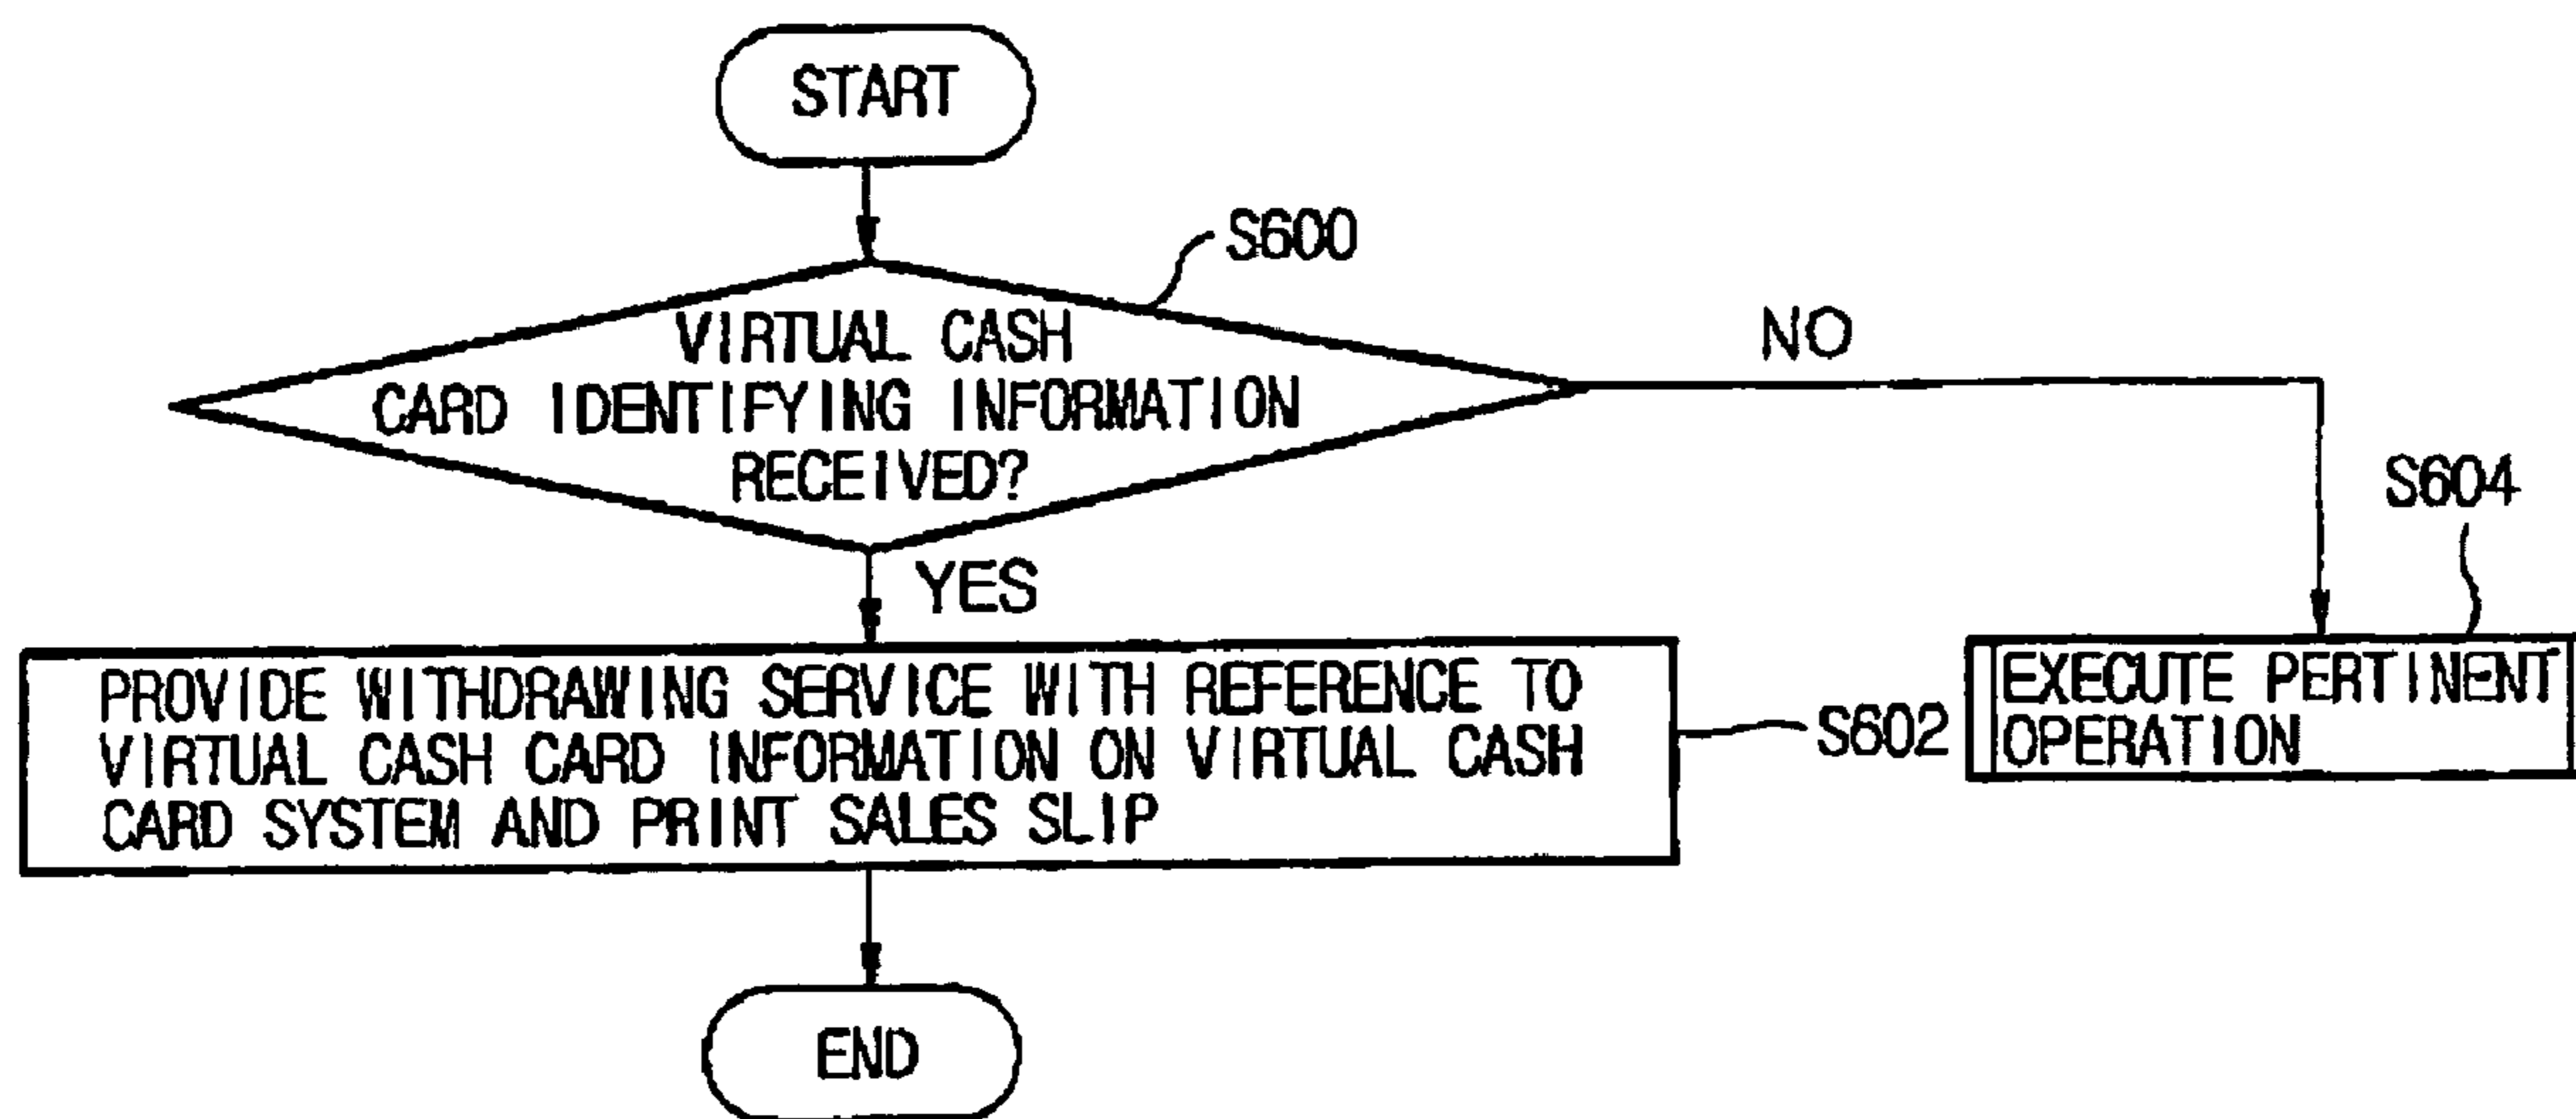 START
S600
VIRTUAL CASH
CARD IDENTIFYING INFORMATION
RECEIVED?
NO
YES
S604
PROVIDE WITHDRAWING SERVICE WITH REFERENCE TO
VIRTUAL CASH CARD INFORMATION ON VIRTUAL CASH
CARD SYSTEM AND PRINT SALES SLIP
S602
EXECUTE PERTINENT
OPERATION
END